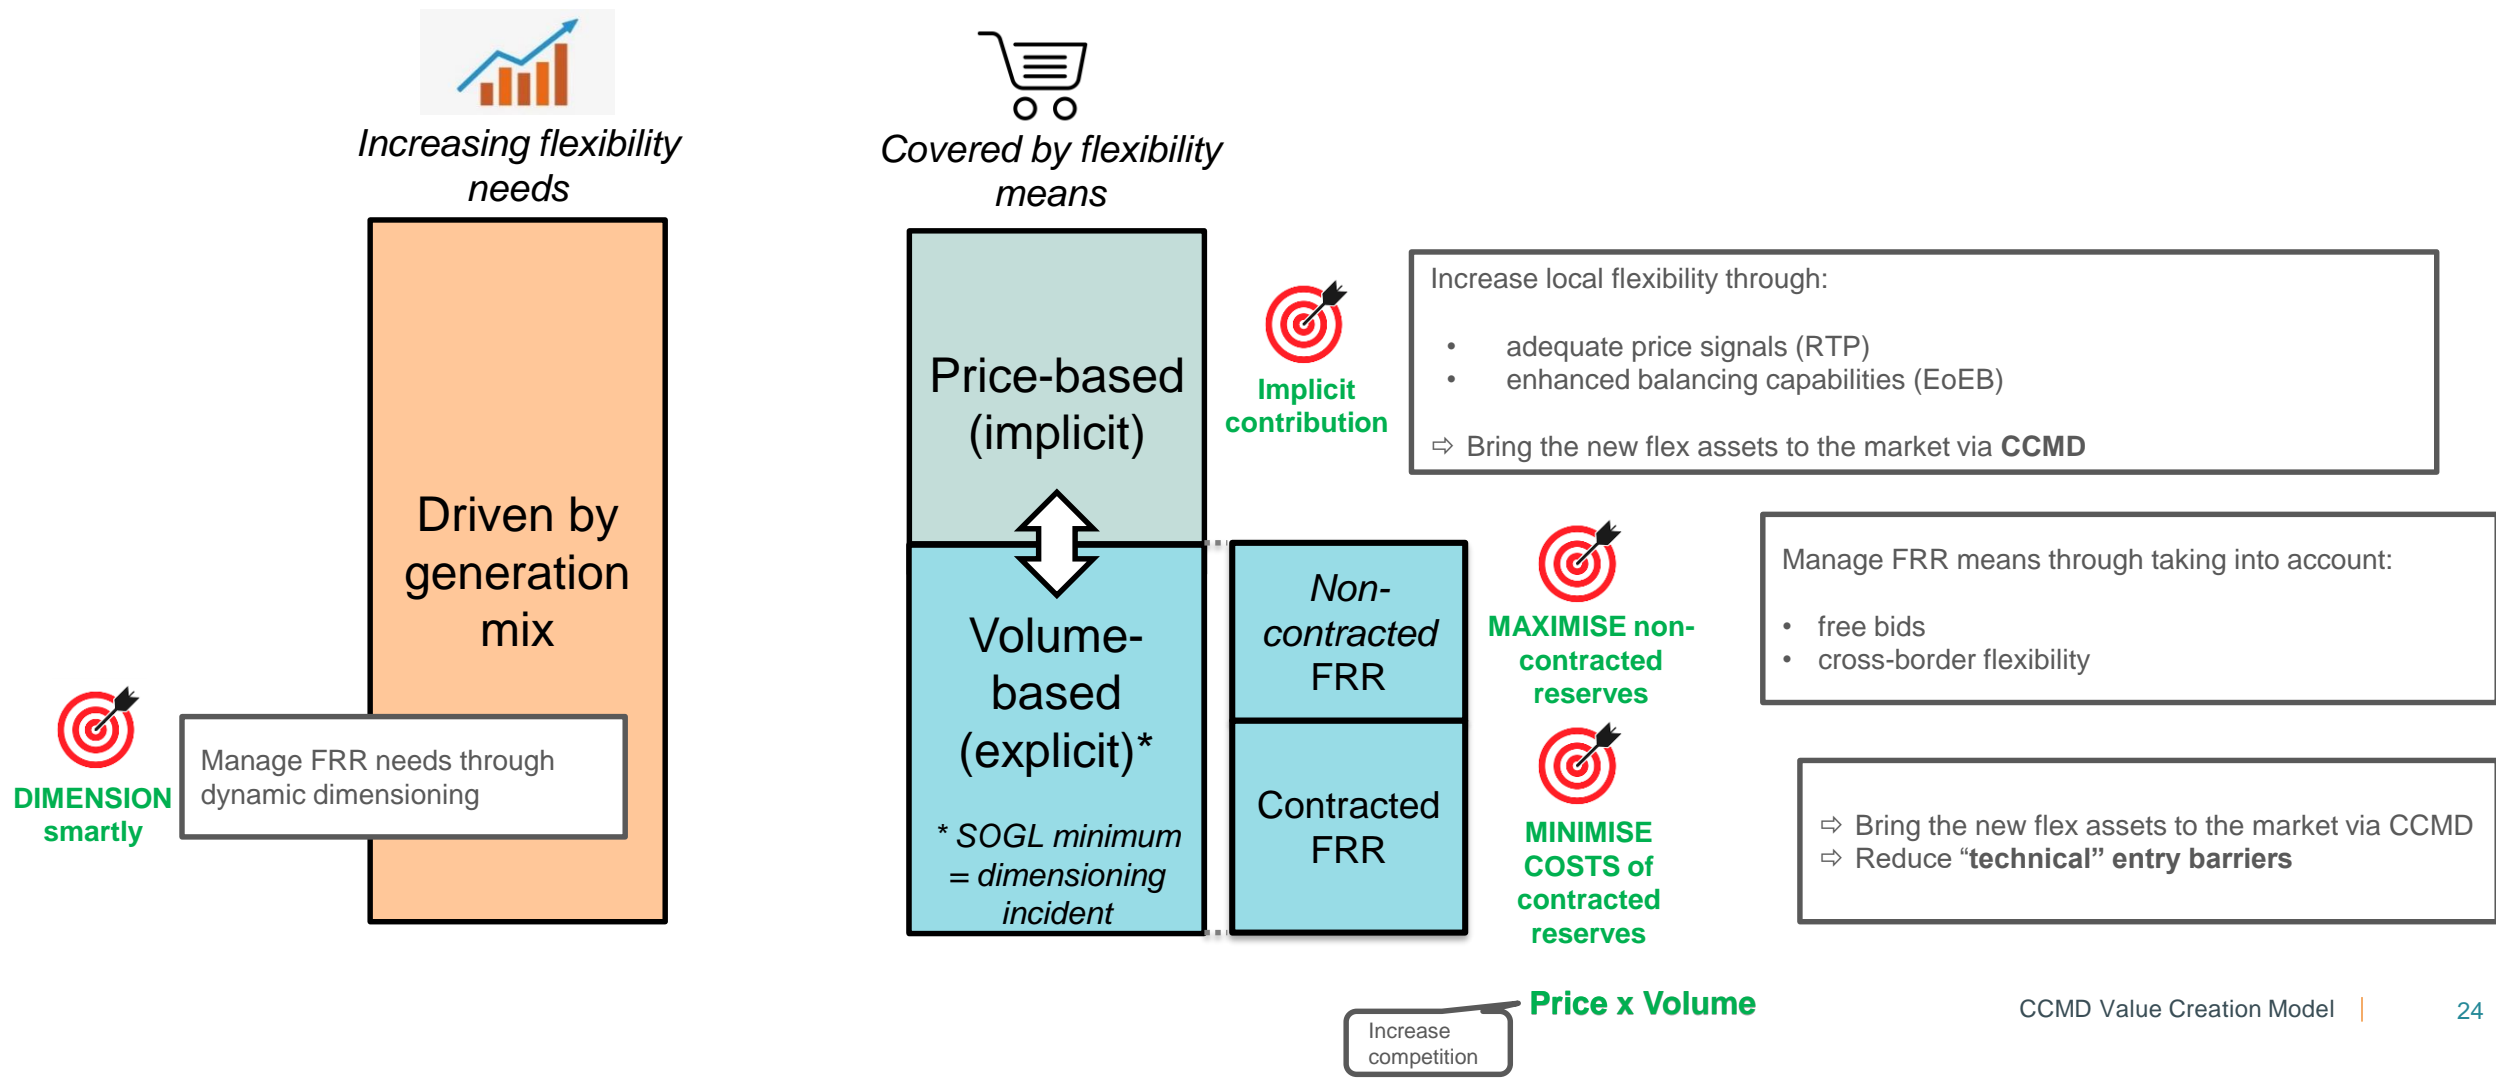 Increasing flexibility
needs
Covered by flexibility
means
Driven by
generation
mix
DIMENSION
smartly
Manage FRR needs through
dynamic dimensioning
Price-based
(implicit)
Volume-
based
(explicit)*
* SOGL minimum
= dimensioning
incident
Non-
contracted
FRR
Contracted
FRR
Implicit
contribution
Increase local flexibility through:
• adequate price signals (RTP)
• enhanced balancing capabilities (EoEB)
⇨ Bring the new flex assets to the market via CCMD
MAXIMISE non-
contracted
reserves
Manage FRR means through taking into account:
• free bids
• cross-border flexibility
MINIMISE
COSTS of
contracted
reserves
⇨ Bring the new flex assets to the market via CCMD
⇨ Reduce “technical” entry barriers
Price x Volume
Increase
competition
CCMD Value Creation Model | 24